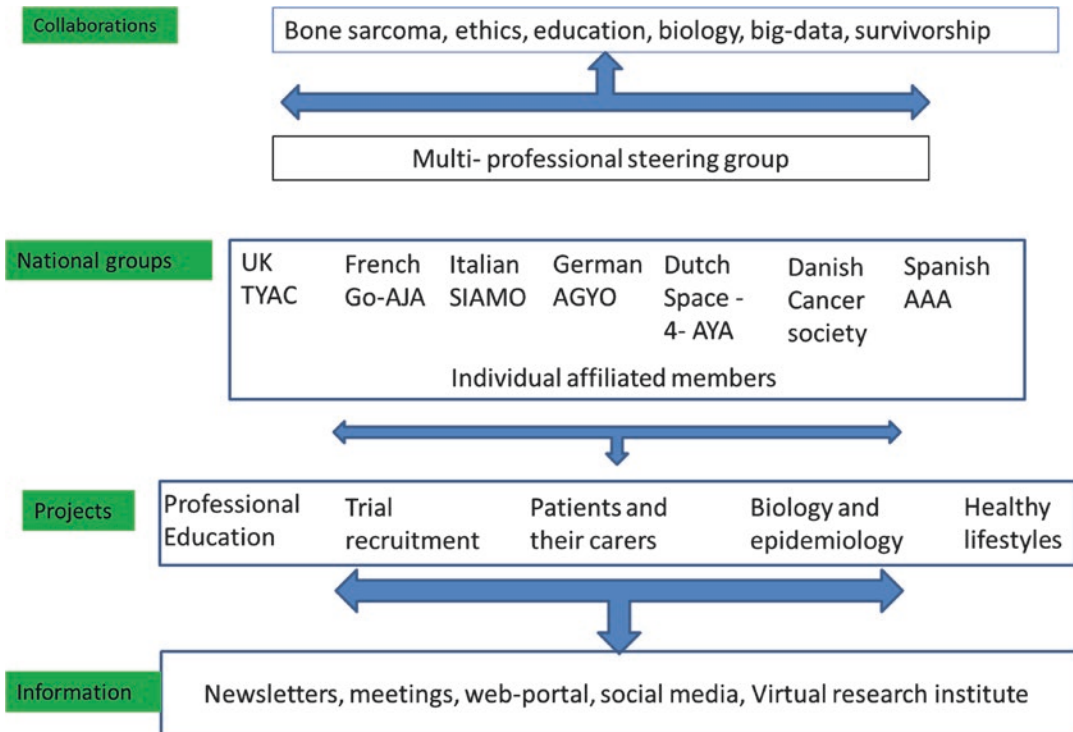 Collaborations
Bone sarcoma, ethics, education, biology, big-data, survivorship
Multi- professional steering group
National groups
UK
TYAC
French
Go-AJA
Italian
SIAMO
German
AGYO
Dutch
Space -
4- AYA
Danish
Cancer
society
Spanish
AAA
Individual affiliated members
Projects
Professional
Education
Trial
recruitment
Patients and
their carers
Biology and
epidemiology
Healthy
lifestyles
Information
Newsletters, meetings, web-portal, social media, Virtual research institute